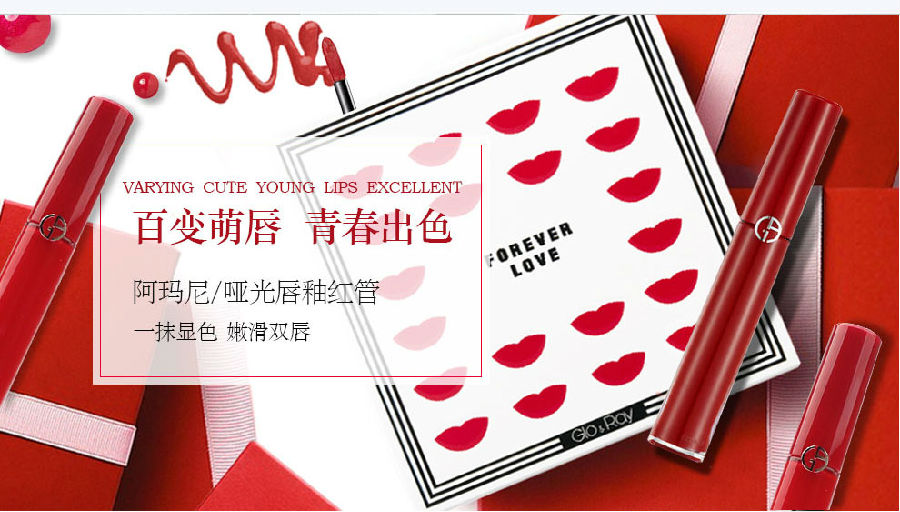 VARYING CUTE YOUNG LIPS EXCELLENT
百变萌唇 青春出色
阿玛尼/哑光唇釉红管
一抹显色 嫩滑双唇
FOREVER
LOVE
Glo&Ray